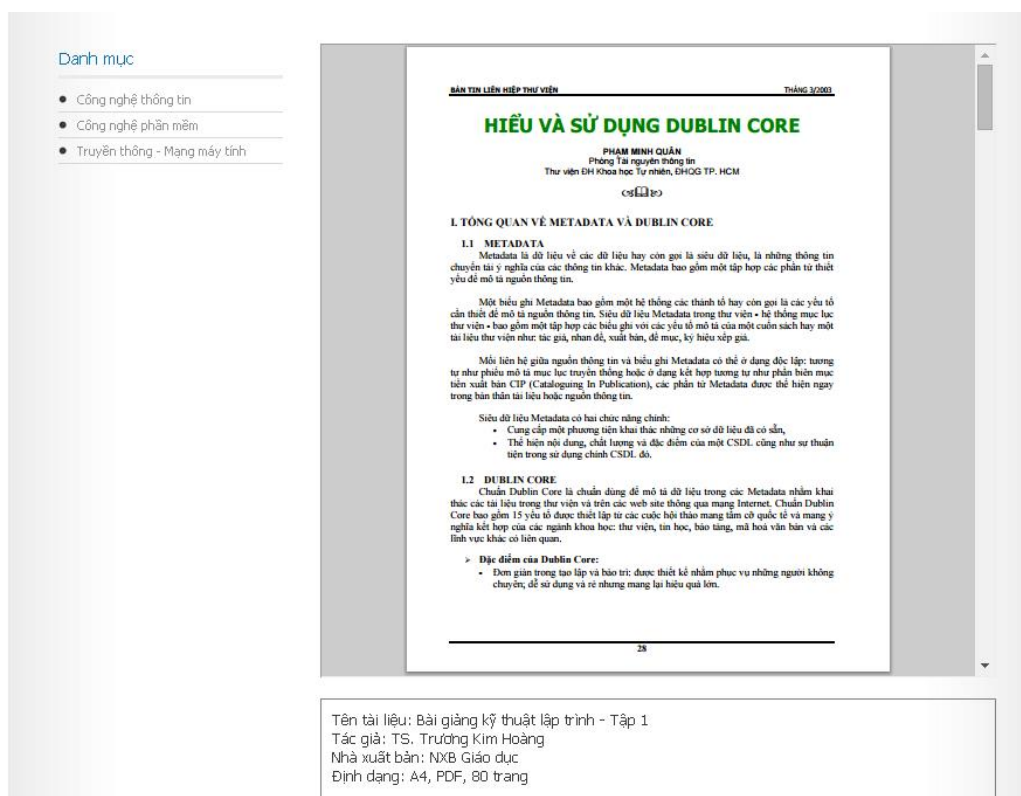 Danh mục
Công nghệ thông tin
Công nghệ phần mềm
Truyền thông - Mạng máy tính
BẢN TIN LIÊN HIỆP THƯ VIỆN THÁNG 3/2003
HIỂU VÀ SỬ DỤNG DUBLIN CORE
PHẠM MINH QUÂN
Phòng Tài nguyên thông tin
Thư viện ĐH Khoa học Tự nhiên, ĐHQG TP. HCM
I. TỔNG QUAN VỀ METADATA VÀ DUBLIN CORE
1.1 METADATA
Metadata là dữ liệu về các dữ liệu hay còn gọi là siêu dữ liệu, là những thông tin
chuyển tải ý nghĩa của các thông tin khác. Metadata bao gồm một tập hợp các phần tử thiết
yếu để mô tả nguồn thông tin.
Một biểu ghi Metadata bao gồm một hệ thống các thành tố hay còn gọi là các yếu tố
cần thiết để mô tả nguồn thông tin. Siêu dữ liệu Metadata trong thư viện - hệ thống mục lục
thư viện - bao gồm một tập hợp các biểu ghi với các yếu tố mô tả của một cuốn sách hay một
tài liệu thư viện như: tác giả, nhan đề, xuất bản, đề mục, ký hiệu xếp giá.
Mối liên hệ giữa nguồn thông tin và biểu ghi Metadata có thể ở dạng độc lập: tương
tự như phiếu mô tả mục lục truyền thống hoặc ở dạng kết hợp tương tự như phần biên mục
tiền xuất bản CIP (Cataloguing In Publication), các phần tử Metadata được thể hiện ngay
trong bản thân tài liệu hoặc nguồn thông tin.
Siêu dữ liệu Metadata có hai chức năng chính:
• Cung cấp một phương tiện khai thác những cơ sở dữ liệu đã có sẵn,
• Thể hiện nội dung, chất lượng và đặc điểm của một CSDL cũng như sự thuận
tiện trong sử dụng chính CSDL đó.
1.2 DUBLIN CORE
Chuẩn Dublin Core là chuẩn dùng để mô tả dữ liệu trong các Metadata nhằm khai
thác các tài liệu trong thư viện và trên các web site thông qua mạng Internet. Chuẩn Dublin
Core bao gồm 15 yếu tố được thiết lập từ các cuộc hội thảo mang tầm cỡ quốc tế và mang ý
nghĩa kết hợp của các ngành khoa học: thư viện, tin học, bảo tàng, mã hoá văn bản và các
lĩnh vực khác có liên quan.
➢ Đặc điểm của Dublin Core:
• Đơn giản trong tạo lập và bảo trì: được thiết kế nhằm phục vụ những người không
chuyên; dễ sử dụng và rẻ nhưng mang lại hiệu quả lớn.
28
Tên tài liệu: Bài giảng kỹ thuật lập trình - Tập 1
Tác giả: TS. Trương Kim Hoàng
Nhà xuất bản: NXB Giáo dục
Định dạng: A4, PDF, 80 trang